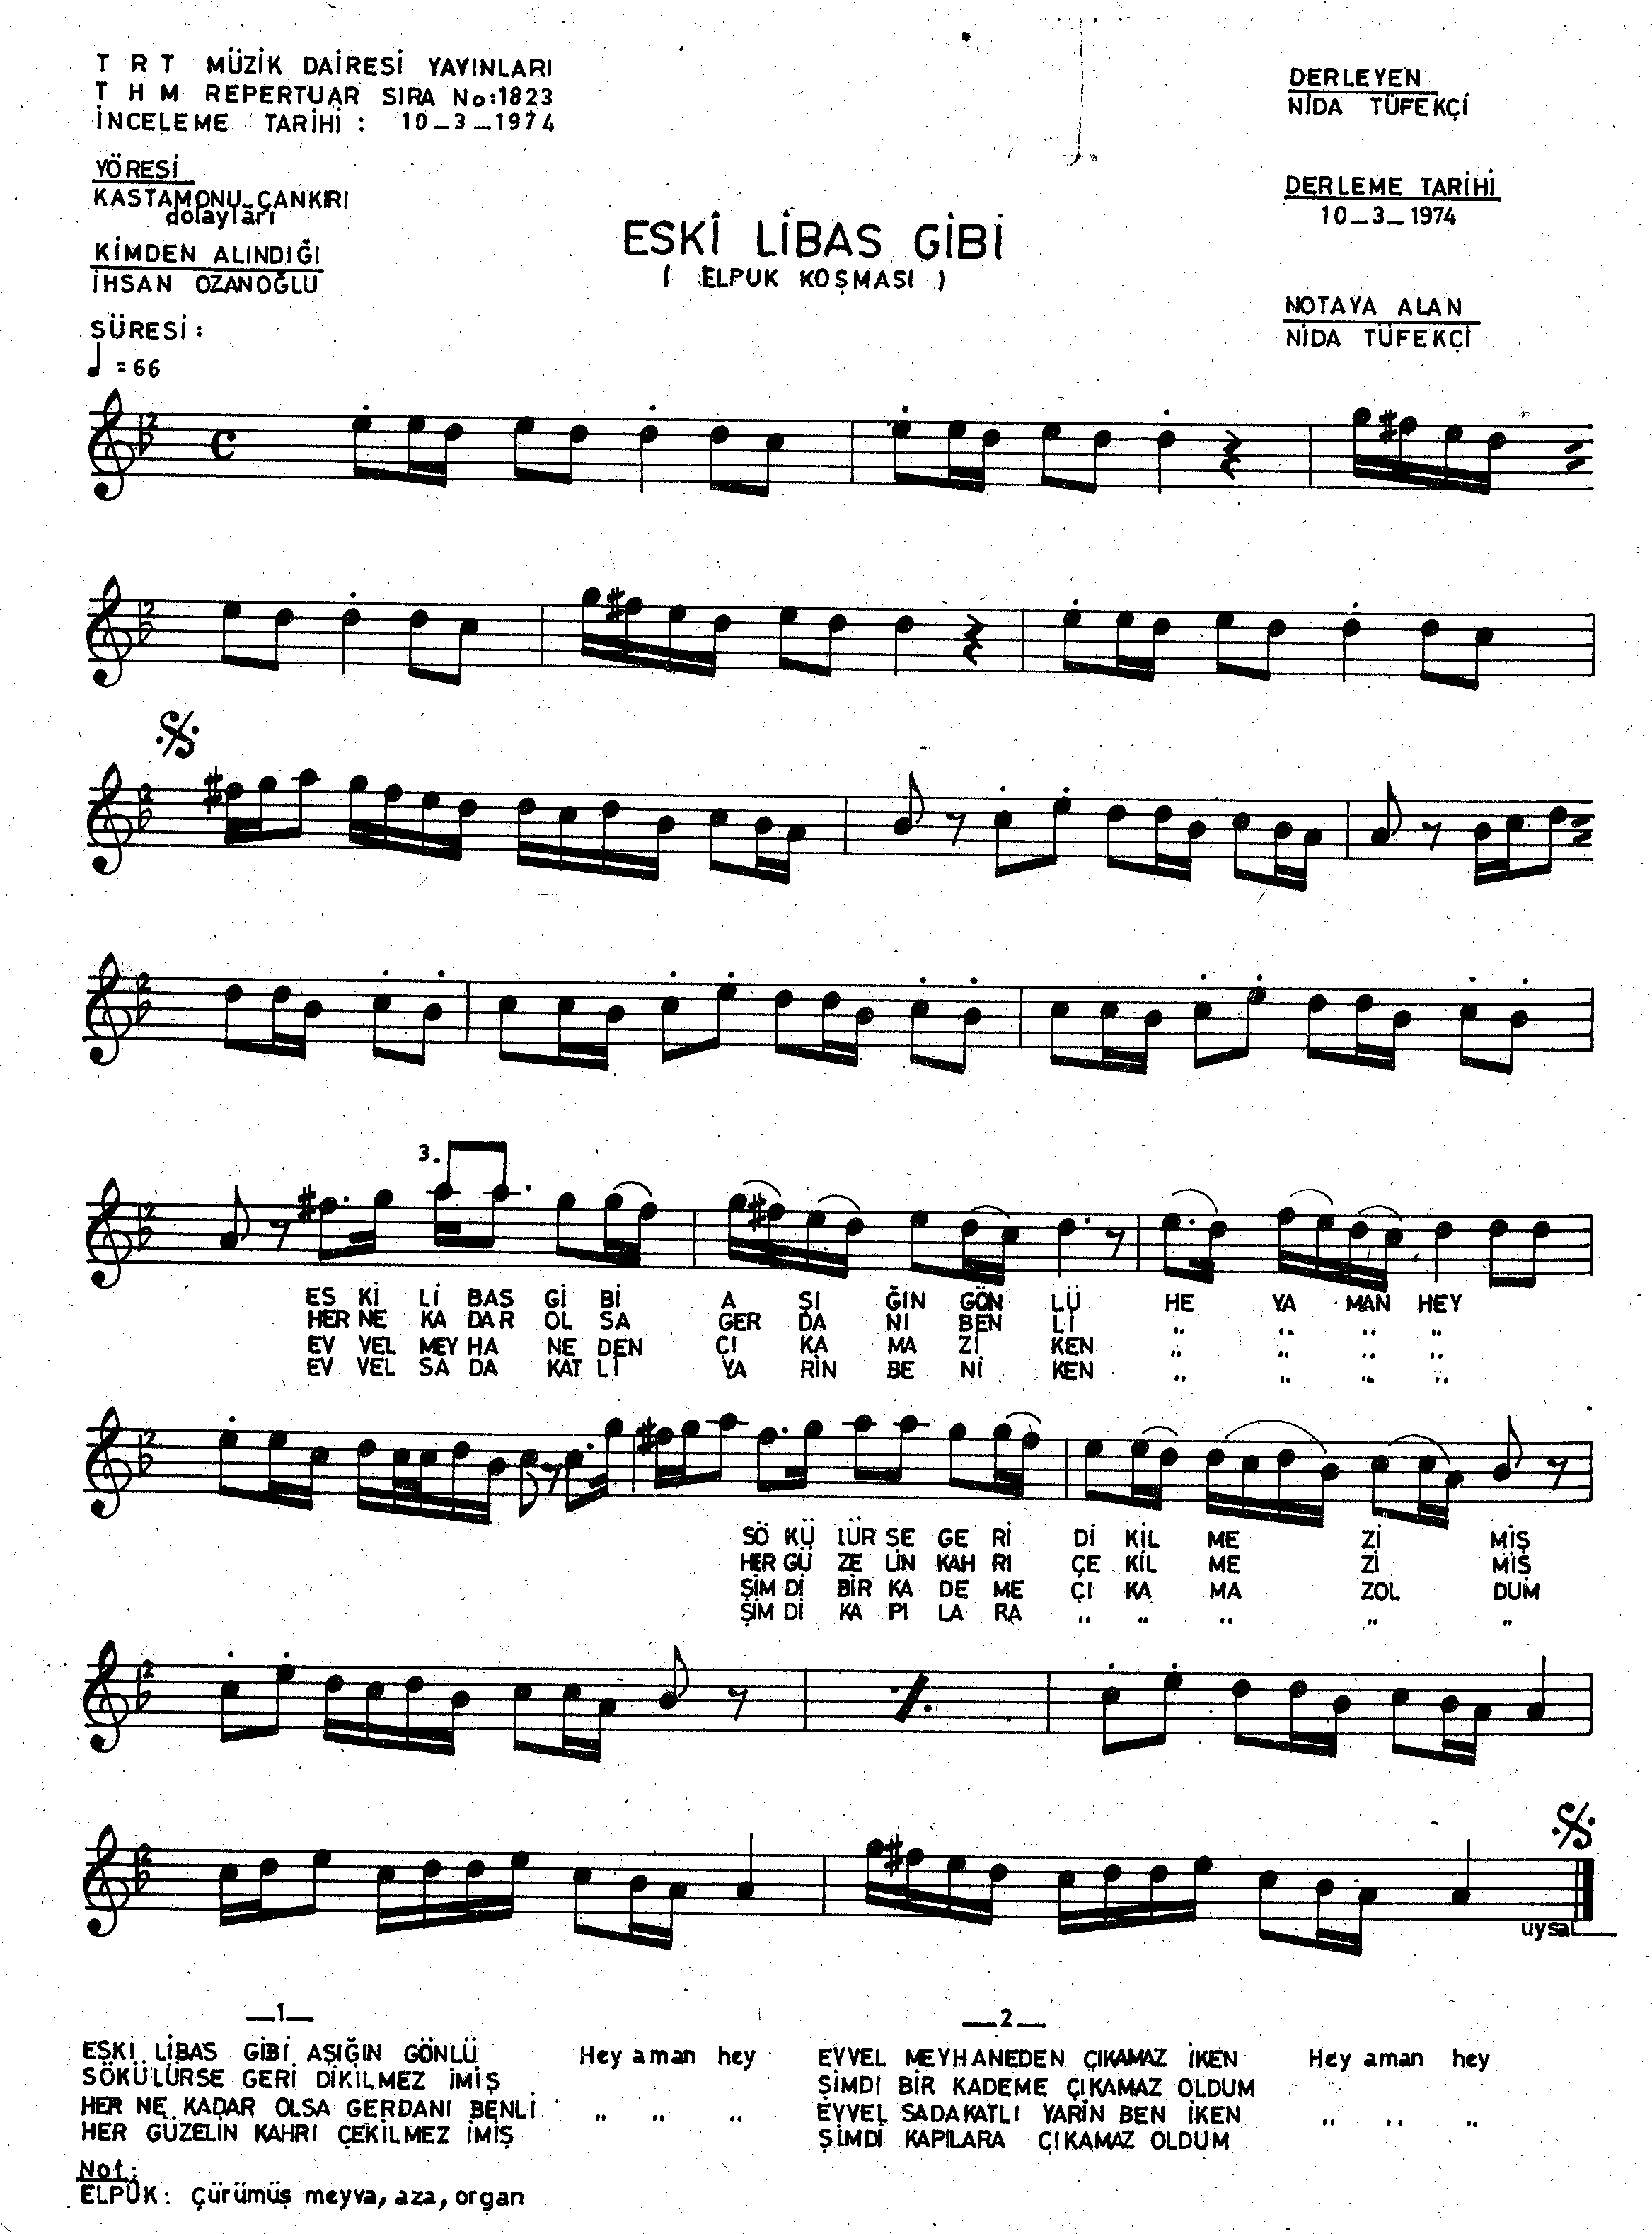 T R T MÜZİK DAİRESİ YAYINLARI
T H M REPERTUAR SIRA No:1823
İNCELEME TARİHİ : 10_3_1974
DERLEYEN
NİDA TÜFEKÇİ
YÖRESİ
KASTAMONU-ÇANKIRI
dolayları
DERLEME TARİHİ
10_3_1974
KİMDEN ALINDIĞI
İHSAN OZANOĞLU
ESKİ LİBAS GİBİ
( ELPUK KOŞMASI )
NOTAYA ALAN
NİDA TÜFEKÇİ
SÜRESİ :
= 66
3-
ES Kİ Lİ BAS Gİ Bİ A ŞI ĞIN GÖN LÜ HE YA MAN HEY
HER NE KA DAR OL SA GER DA NI BEN Lİ " " " "
EV VEL MEY HA NE DEN ÇI KA MA Zİ KEN " " " "
EV VEL SA DA KAT LI YA RİN BE Nİ KEN " " " "
SÖ KÜ LÜR SE GE Rİ Dİ KİL ME Zİ MİŞ
HER GÜ ZE LİN KAH RI ÇE KİL ME Zİ MİŞ
ŞİM Dİ BİR KA DE ME ÇI KA MA ZOL DUM
ŞİM Dİ KA PI LA RA " " " " "
uysal
_1_
ESKİ LİBAS GİBİ AŞIĞIN GÖNLÜ Hey aman hey
SÖKÜLÜRSE GERİ DİKİLMEZ İMİŞ
HER NE KADAR OLSA GERDANI BENLİ " " "
HER GÜZELİN KAHRI ÇEKİLMEZ İMİŞ
_2_
EVVEL MEYHANEDEN ÇIKAMAZ İKEN Hey aman hey
ŞİMDİ BİR KADEME ÇIKAMAZ OLDUM
EVVEL SADAKATLI YARİN BEN İKEN " " "
ŞİMDİ KAPILARA ÇIKAMAZ OLDUM
Not:
ELPÜK: Çürümüş meyva, aza, organ